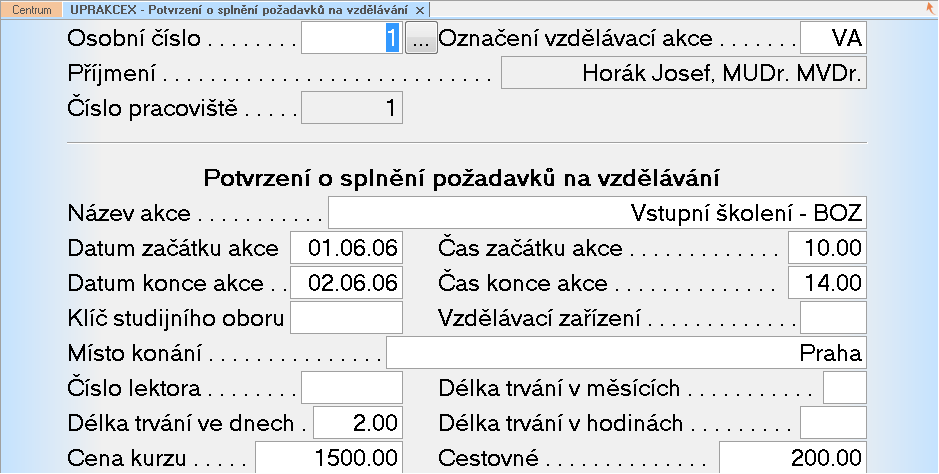 Centrum UPRAKCEX - Potvrzení o splnění požadavků na vzdělávání ✕
Osobní číslo . . . . . . . . 1 ... Označení vzdělávací akce . . . . . . . VA
Příjmení . . . . . . . . . . . . . . . . . . . . . . . . . . . . . Horák Josef, MUDr. MVDr.
Číslo pracoviště . . . . . 1
Potvrzení o splnění požadavků na vzdělávání
Název akce . . . . . . . . . . . Vstupní školení - BOZ
Datum začátku akce 01.06.06 Čas začátku akce . . . . . . . . . . . . . 10.00
Datum konce akce . . 02.06.06 Čas konce akce . . . . . . . . . . . . . . 14.00
Klíč studijního oboru Vzdělávací zařízení . . . . . . . . . . . . .
Místo konání . . . . . . . . . . . . . . . Praha
Číslo lektora . . . . . . . . Délka trvání v měsících . . . . . . . . . . .
Délka trvání ve dnech . 2.00 Délka trvání v hodinách . . . . . . . . .
Cena kurzu . . . . . 1500.00 Cestovné . . . . . . . . . . . . . 200.00